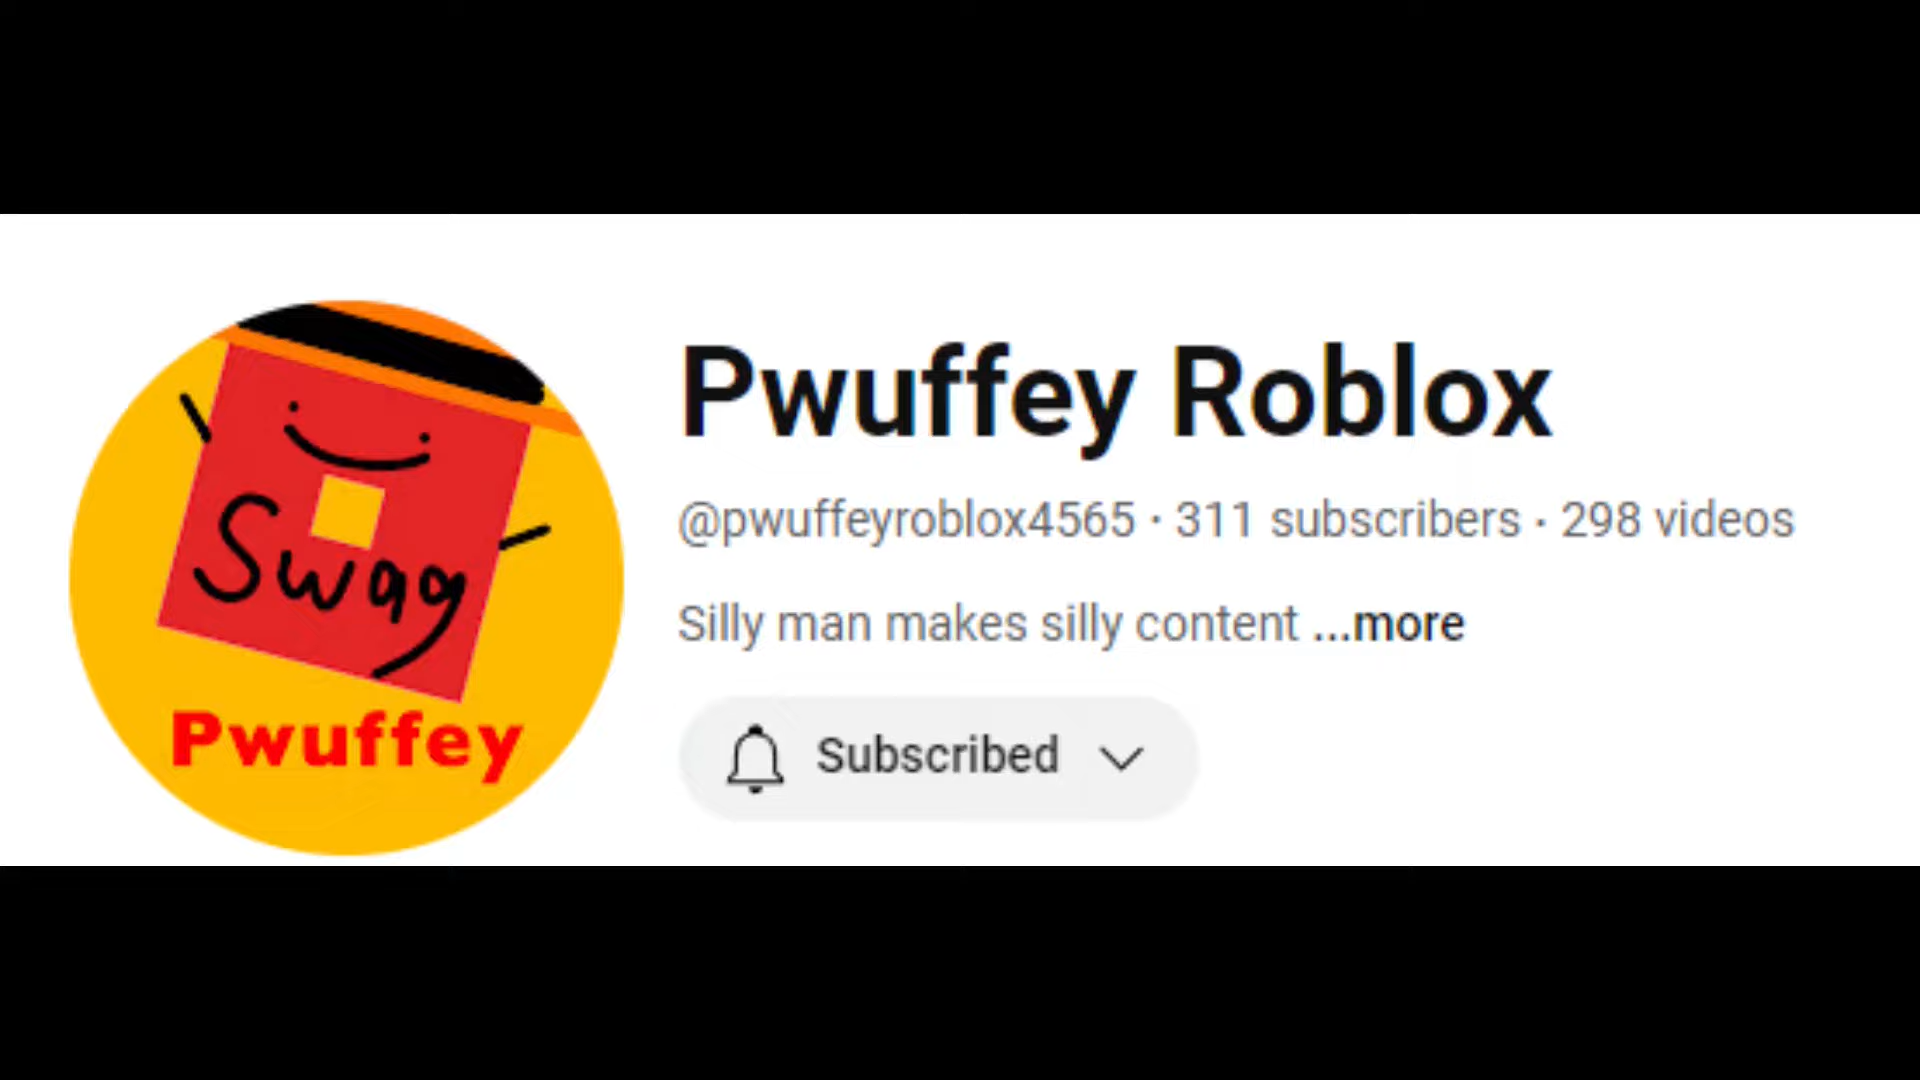 Swag
Pwuffey
Pwuffey Roblox
@pwuffeyroblox4565 · 311 subscribers · 298 videos
Silly man makes silly content ...more
Subscribed